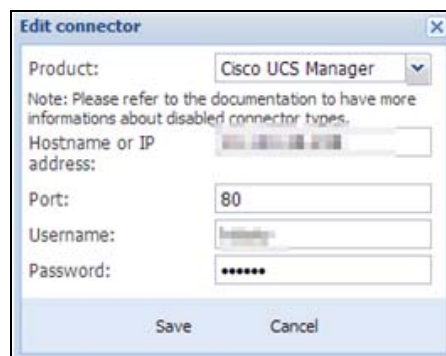 Edit connector
Product: Cisco UCS Manager
Note: Please refer to the documentation to have more
informations about disabled connector types.
Hostname or IP
address:
Port: 80
Username:
Password: ••••••
Save Cancel